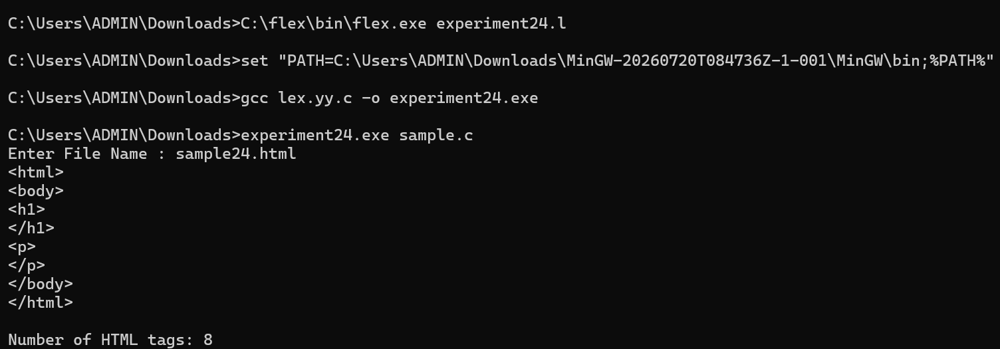 C:\Users\ADMIN\Downloads>C:\flex\bin\flex.exe experiment24.l
C:\Users\ADMIN\Downloads>set "PATH=C:\Users\ADMIN\Downloads\MinGW-20260720T084736Z-1-001\MinGW\bin;%PATH%"
C:\Users\ADMIN\Downloads>gcc lex.yy.c -o experiment24.exe
C:\Users\ADMIN\Downloads>experiment24.exe sample.c
Enter File Name : sample24.html
<html>
<body>
<h1>
</h1>
<p>
</p>
</body>
</html>
Number of HTML tags: 8